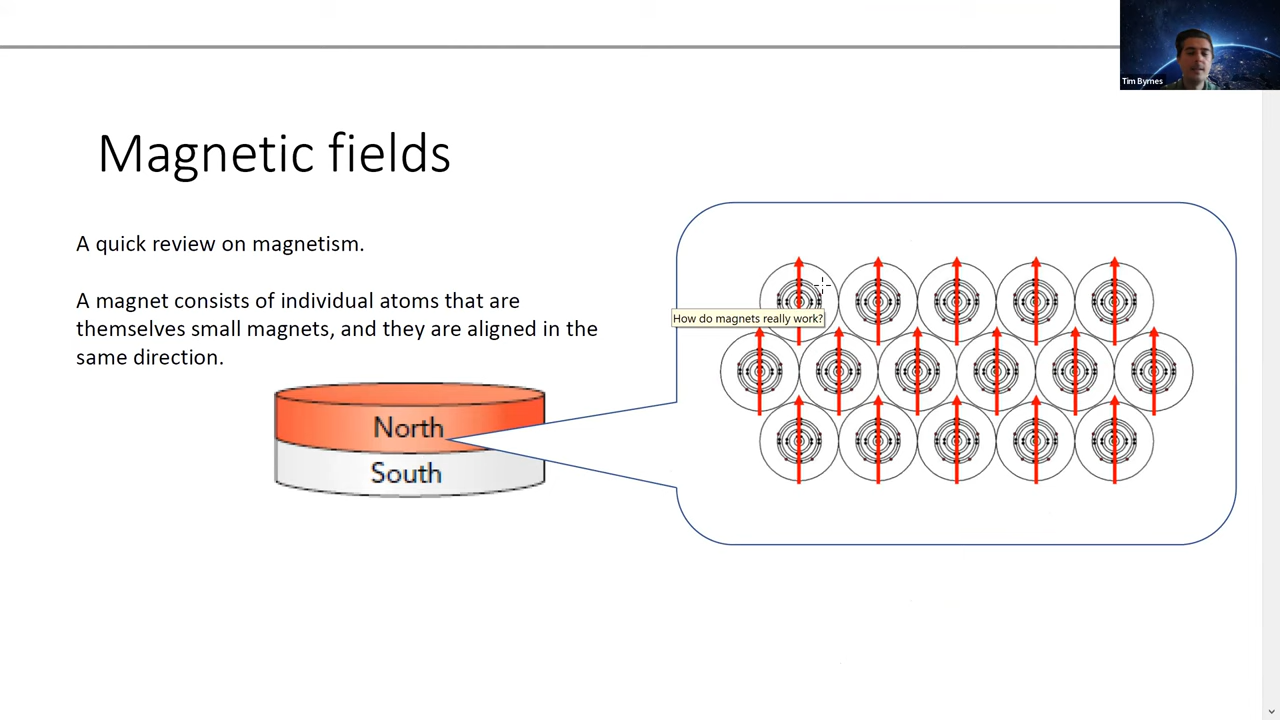 Tim Byrnes
Magnetic fields
A quick review on magnetism.
A magnet consists of individual atoms that are
themselves small magnets, and they are aligned in the
same direction.
How do magnets really work?
North
South